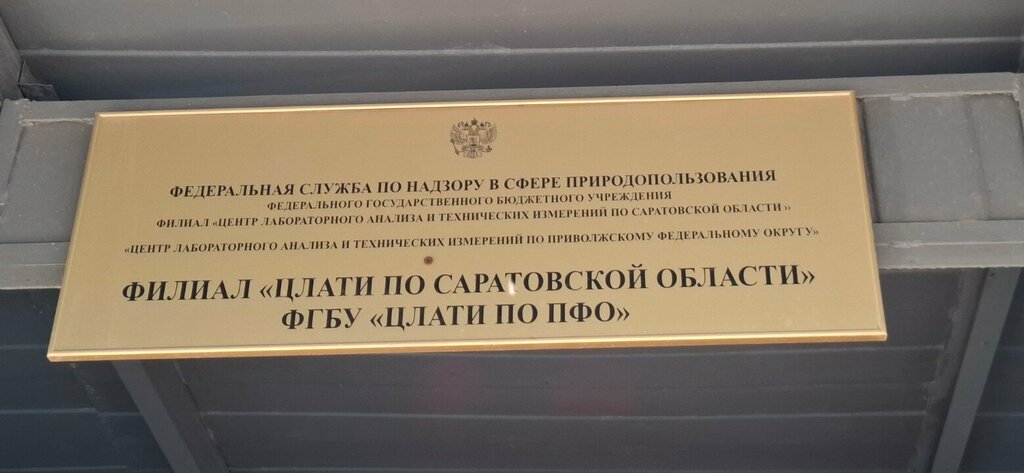 ФЕДЕРАЛЬНАЯ СЛУЖБА ПО НАДЗОРУ В СФЕРЕ ПРИРОДОПОЛЬЗОВАНИЯ
ФЕДЕРАЛЬНОГО ГОСУДАРСТВЕННОГО БЮДЖЕТНОГО УЧРЕЖДЕНИЯ
ФИЛИАЛ «ЦЕНТР ЛАБОРАТОРНОГО АНАЛИЗА И ТЕХНИЧЕСКИХ ИЗМЕРЕНИЙ ПО САРАТОВСКОЙ ОБЛАСТИ»
«ЦЕНТР ЛАБОРАТОРНОГО АНАЛИЗА И ТЕХНИЧЕСКИХ ИЗМЕРЕНИЙ ПО ПРИВОЛЖСКОМУ ФЕДЕРАЛЬНОМУ ОКРУГУ»
ФИЛИАЛ «ЦЛАТИ ПО САРАТОВСКОЙ ОБЛАСТИ»
ФГБУ «ЦЛАТИ ПО ПФО»